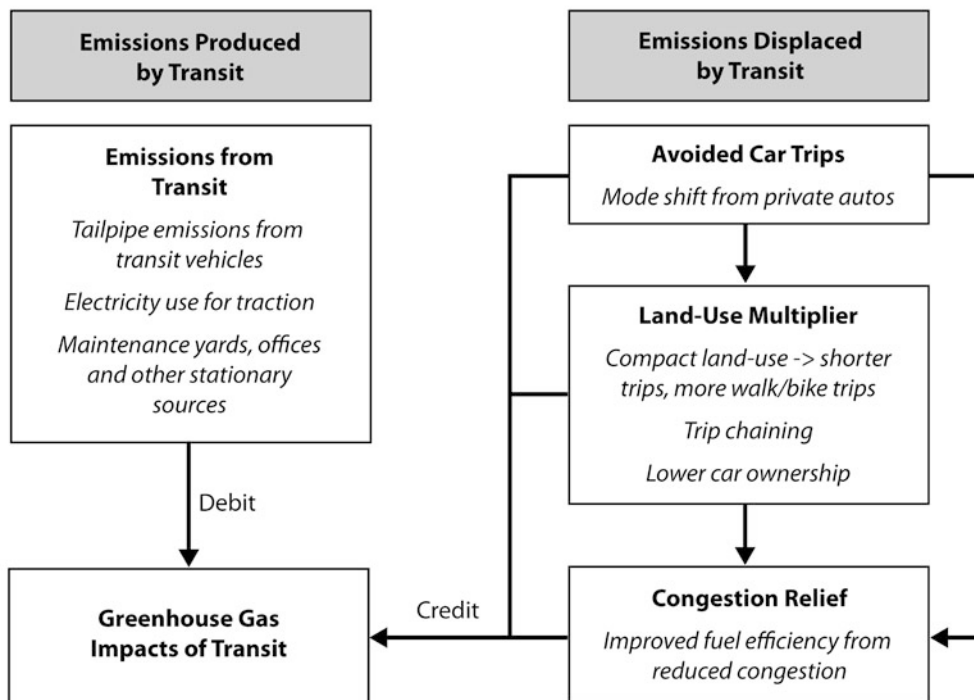 Emissions Produced
by Transit
Emissions from
Transit
Tailpipe emissions from
transit vehicles
Electricity use for traction
Maintenance yards, offices
and other stationary
sources
Debit
Greenhouse Gas
Impacts of Transit
Emissions Displaced
by Transit
Avoided Car Trips
Mode shift from private autos
Land-Use Multiplier
Compact land-use -> shorter
trips, more walk/bike trips
Trip chaining
Lower car ownership
Credit
Congestion Relief
Improved fuel efficiency from
reduced congestion